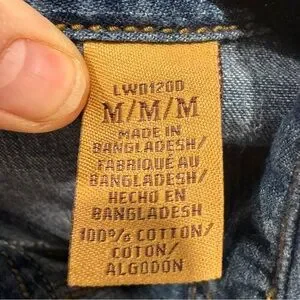 LWD120D
M/M/M
MADE IN
BANGLADESH/
FABRIQUÉ AU
BANGLADESH/
HECHO EN
BANGLADESH
100% COTTON/
COTON/
ALGODON